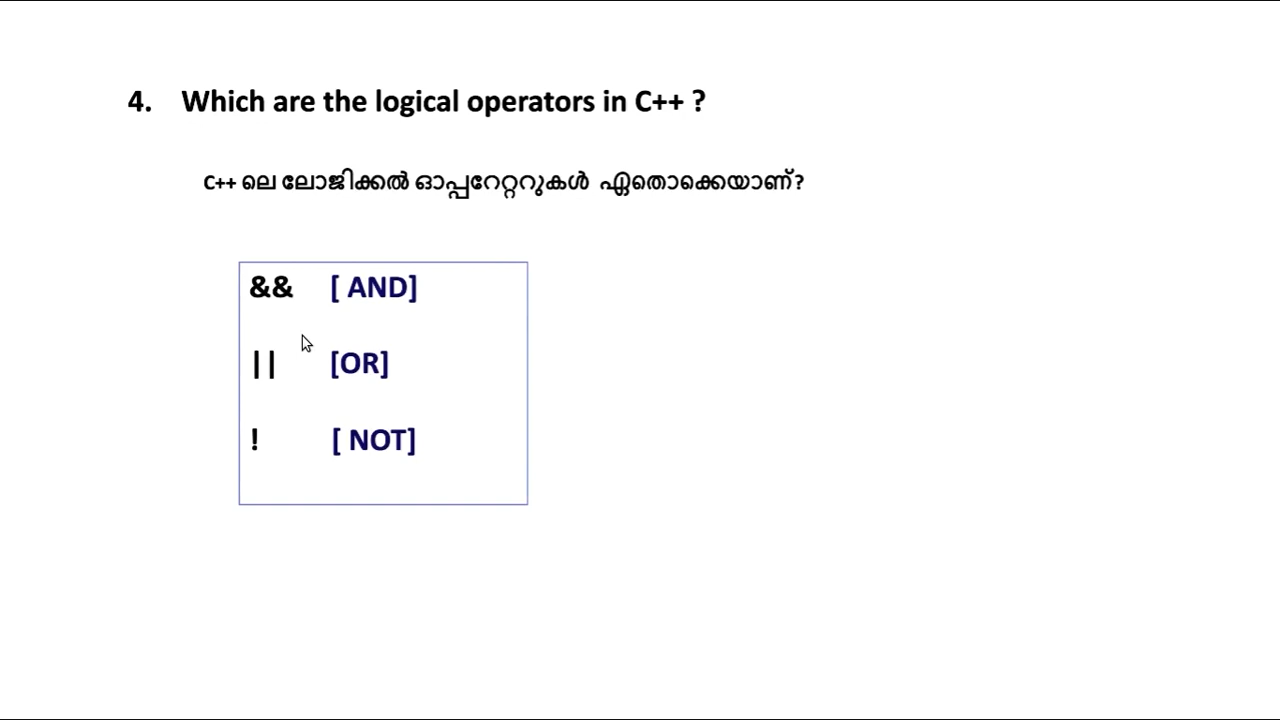 4. Which are the logical operators in C++ ?
C++ ലെ ലോജിക്കൽ ഓപ്പറേറ്ററുകൾ ഏതൊക്കെയാണ്?
&& [ AND]
|| [OR]
! [ NOT]